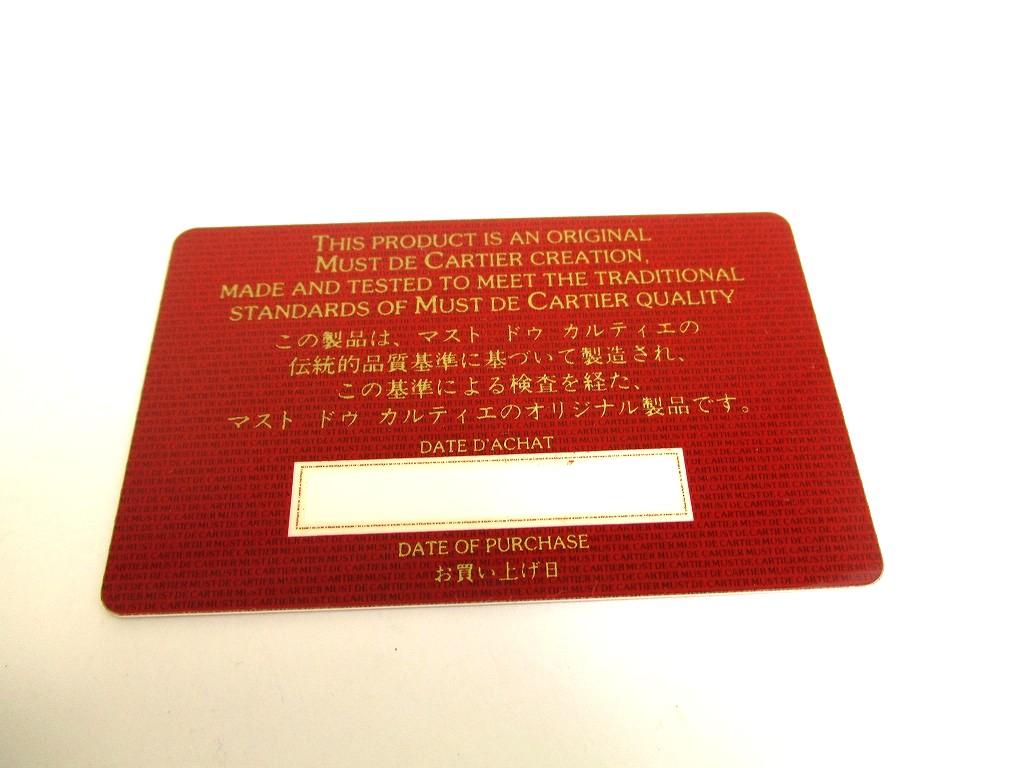 THIS PRODUCT IS AN ORIGINAL
MUST DE CARTIER CREATION,
MADE AND TESTED TO MEET THE TRADITIONAL
STANDARDS OF MUST DE CARTIER QUALITY
この製品は、マスト ドゥ カルティエの
伝統的品質基準に基づいて製造され、
この基準による検査を経た、
マスト ドゥ カルティエのオリジナル製品です。
DATE D'ACHAT
DATE OF PURCHASE
お買い上げ日